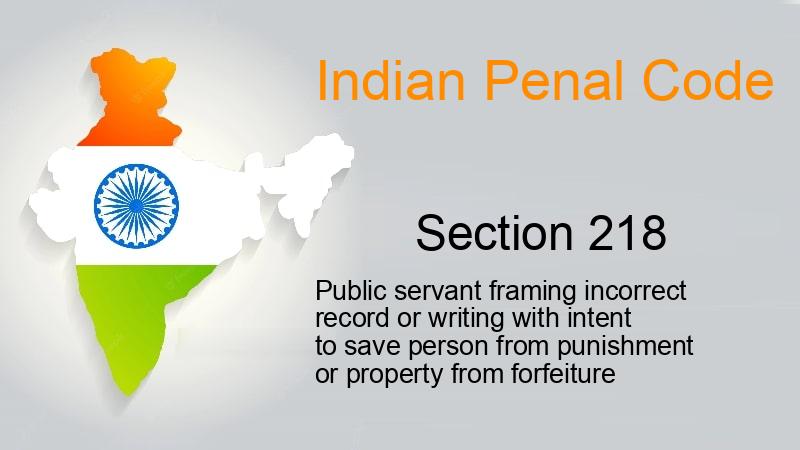 Indian Penal Code
Section 218
Public servant framing incorrect
record or writing with intent
to save person from punishment
or property from forfeiture